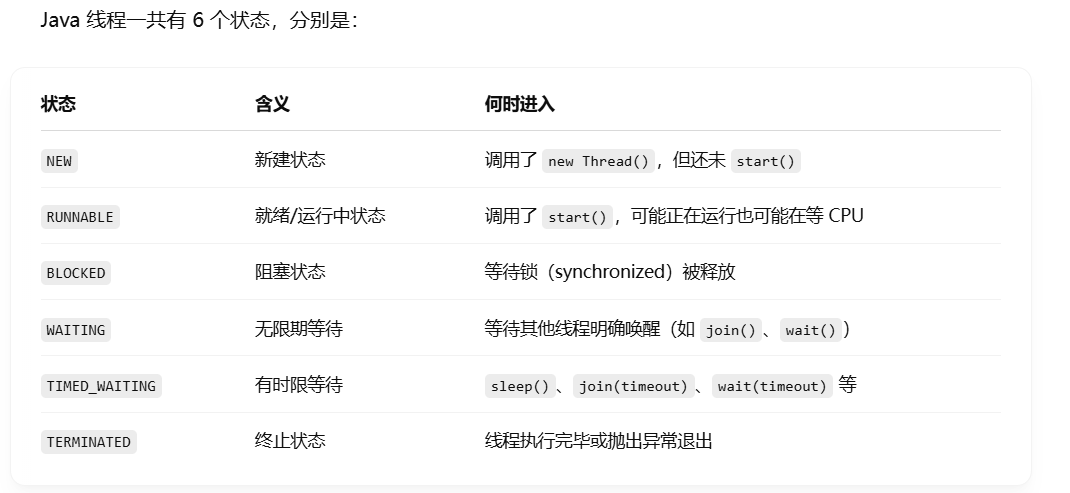 Java 线程一共有 6 个状态，分别是：
状态 含义 何时进入
NEW 新建状态 调用了 new Thread()，但还未 start()
RUNNABLE 就绪/运行中状态 调用了 start()，可能正在运行也可能在等 CPU
BLOCKED 阻塞状态 等待锁（synchronized）被释放
WAITING 无限期等待 等待其他线程明确唤醒（如 join()、wait()）
TIMED_WAITING 有时限等待 sleep()、join(timeout)、wait(timeout) 等
TERMINATED 终止状态 线程执行完毕或抛出异常退出